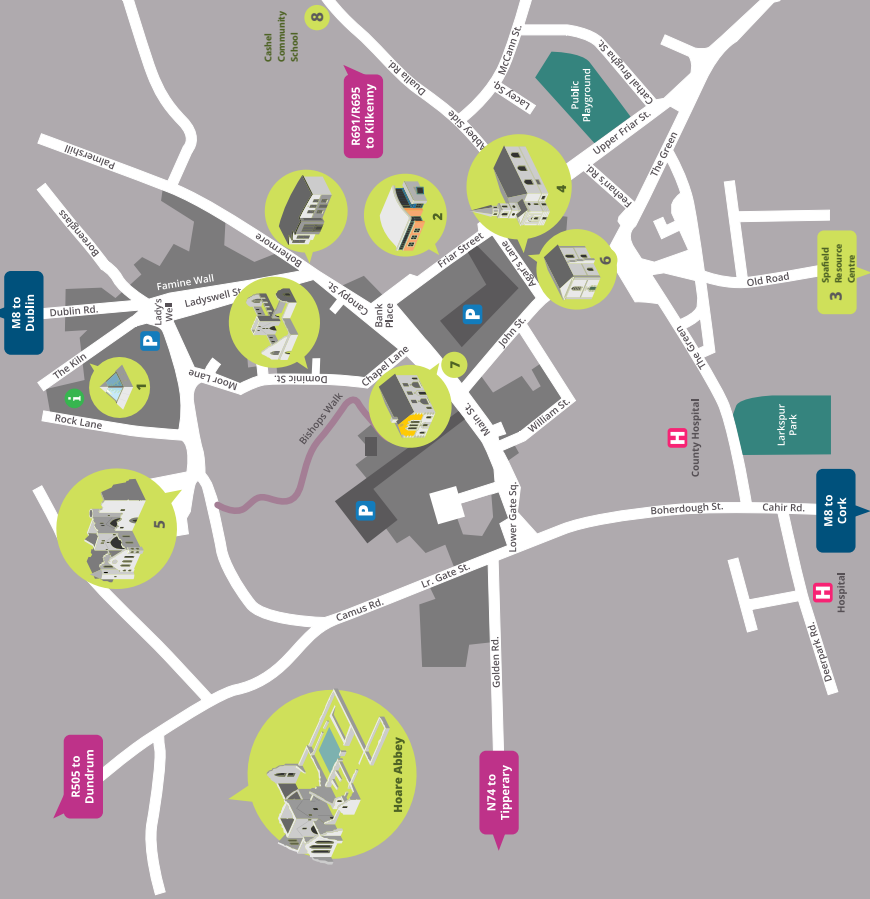 8
Cashel
Community
School
R691/R695
to Kilkenny
Dualla Rd.
McCann St.
Lacey Sq.
Cathal Brugha St.
Public
Playground
Abbey Side
Upper Friar St.
The Green
Feehan's Rd.
Palmershill
Boreenglass
Bohermore
2
4
6
Friar Street
Agar's Lane
M8 to
Dublin
Dublin Rd.
Famine Wall
Ladyswell St.
Lady's
Well
Canopy St.
Bank
Place
P
John St.
Old Road
3
Spafield
Resource
Centre
The Kiln
P
i
1
Rock Lane
Moor Lane
Dominic St.
Chapel Lane
7
Main St.
William St.
The Green
Bishops Walk
H
County Hospital
Larkspur
Park
5
P
Lower Gate Sq.
Boherdough St.
Cahir Rd.
M8 to
Cork
Lr. Gate St.
Camus Rd.
Golden Rd.
H
Hospital
Deerpark Rd.
R505 to
Dundrum
Hoare Abbey
N74 to
Tipperary